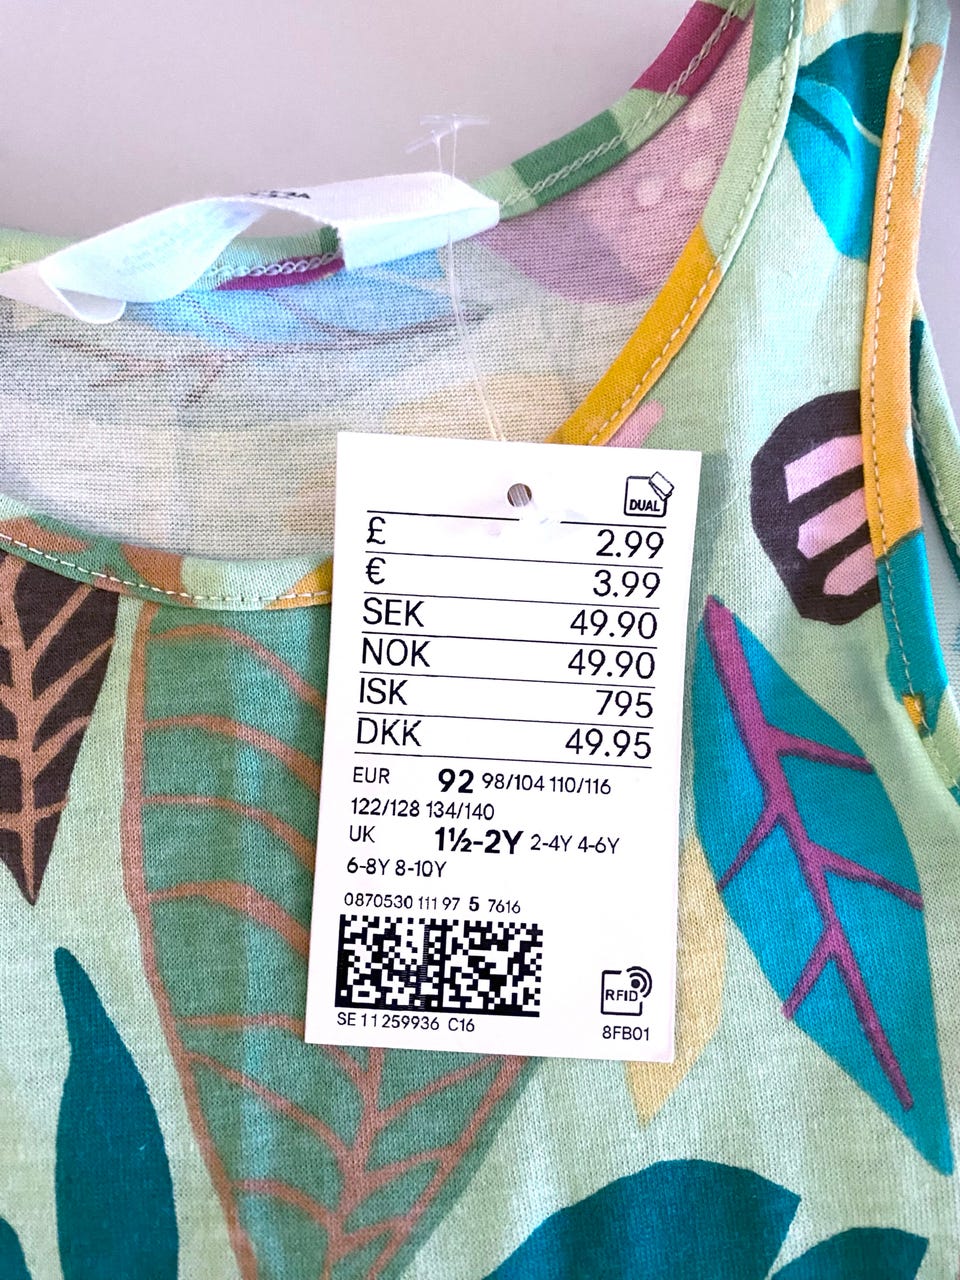 DUAL
£ 2.99
€ 3.99
SEK 49.90
NOK 49.90
ISK 795
DKK 49.95
EUR 92 98/104 110/116
122/128 134/140
UK 1½-2Y 2-4Y 4-6Y
6-8Y 8-10Y
0870530 111 97 5 7616
RFID
SE 11259936 C16
8FB01